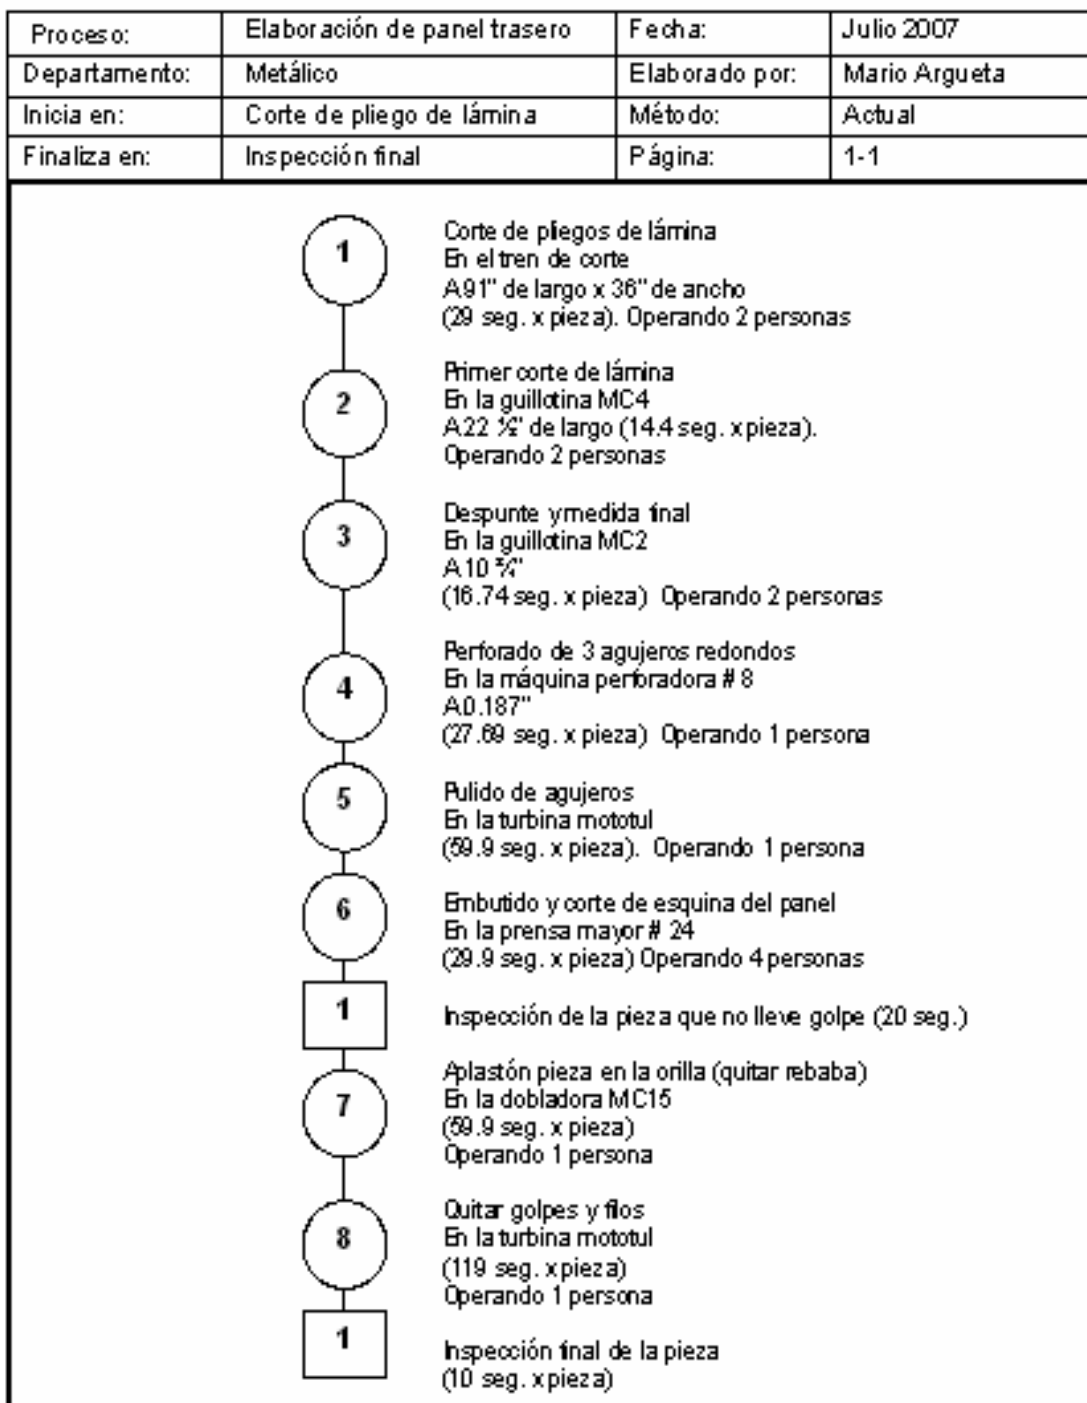 Proceso: Elaboración de panel trasero Fecha: Julio 2007
Departamento: Metálico Elaborado por: Mario Argueta
Inicia en: Corte de pliego de lámina Método: Actual
Finaliza en: Inspección final Página: 1-1
1
Corte de pliegos de lámina
En el tren de corte
A 91" de largo x 36" de ancho
(29 seg. x pieza). Operando 2 personas
2
Primer corte de lámina
En la guillotina MC4
A 22 de largo (14.4 seg. x pieza).
Operando 2 personas
3
Despunte y medida final
En la guillotina MC2
A 10 ¾"
(16.74 seg. x pieza) Operando 2 personas
4
Perforado de 3 agujeros redondos
En la máquina perforadora # 8
A 0.187"
(27.69 seg. x pieza) Operando 1 persona
5
Pulido de agujeros
En la turbina mototul
(59.9 seg. x pieza). Operando 1 persona
6
Embutido y corte de esquina del panel
En la prensa mayor # 24
(29.9 seg. x pieza) Operando 4 personas
1
Inspección de la pieza que no lleve golpe (20 seg.)
7
Aplastón pieza en la orilla (quitar rebaba)
En la dobladora MC15
(59.9 seg. x pieza)
Operando 1 persona
8
Quitar golpes y filos
En la turbina mototul
(119 seg. x pieza)
Operando 1 persona
1
Inspección final de la pieza
(10 seg. x pieza)